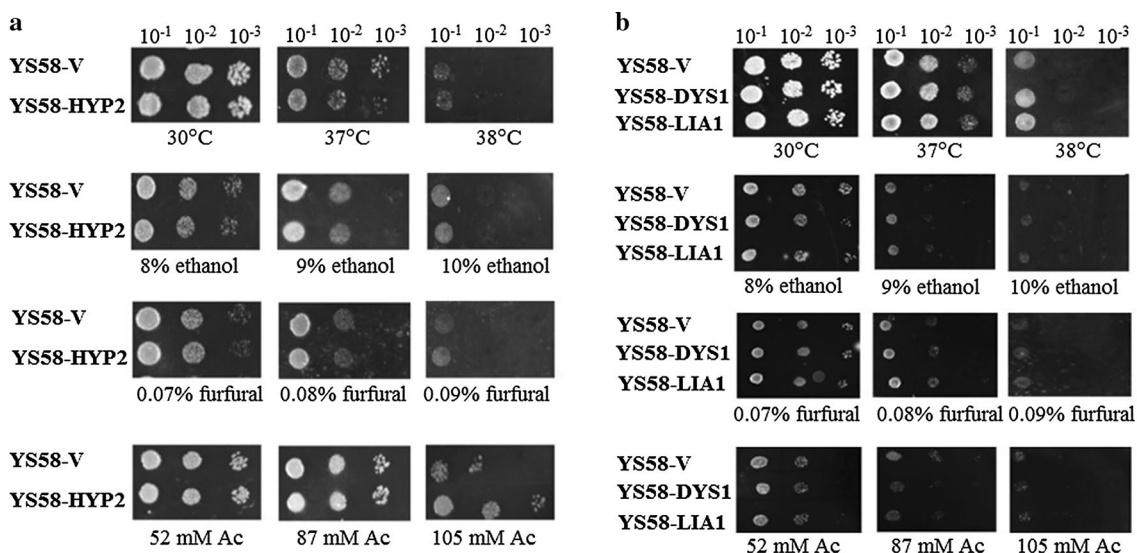 a
10-1 10-2 10-3 10-1 10-2 10-3 10-1 10-2 10-3
YS58-V
YS58-HYP2
30°C 37°C 38°C
YS58-V
YS58-HYP2
8% ethanol 9% ethanol 10% ethanol
YS58-V
YS58-HYP2
0.07% furfural 0.08% furfural 0.09% furfural
YS58-V
YS58-HYP2
52 mM Ac 87 mM Ac 105 mM Ac
b
10-1 10-2 10-3 10-1 10-2 10-3 10-1 10-2 10-3
YS58-V
YS58-DYS1
YS58-LIA1
30°C 37°C 38°C
YS58-V
YS58-DYS1
YS58-LIA1
8% ethanol 9% ethanol 10% ethanol
YS58-V
YS58-DYS1
YS58-LIA1
0.07% furfural 0.08% furfural 0.09% furfural
YS58-V
YS58-DYS1
YS58-LIA1
52 mM Ac 87 mM Ac 105 mM Ac